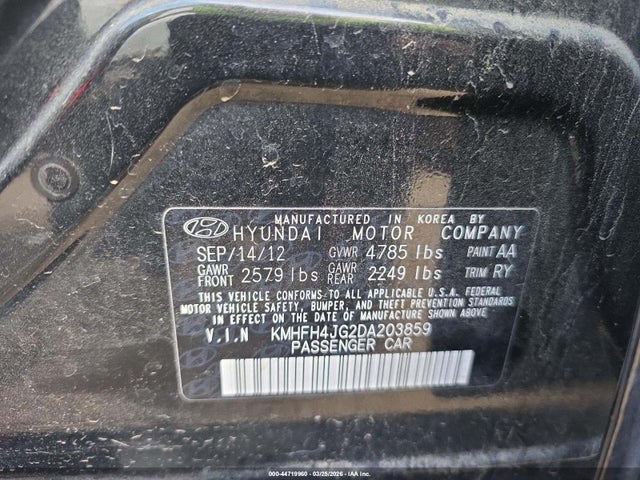 MANUFACTURED IN KOREA BY
HYUNDAI MOTOR COMPANY
SEP/14/12 GVWR 4785 lbs PAINT AA
GAWR FRONT 2579 lbs GAWR REAR 2249 lbs TRIM RY
THIS VEHICLE CONFORMS TO ALL APPLICABLE U.S.A. FEDERAL
MOTOR VEHICLE SAFETY, BUMPER, AND THEFT PREVENTION STANDARDS
IN EFFECT ON THE DATE OF MANUFACTURE SHOWN ABOVE.
V.I.N KMHFH4JG2DA203859
PASSENGER CAR
000-44719960 - 03/25/2026 - IAA Inc.